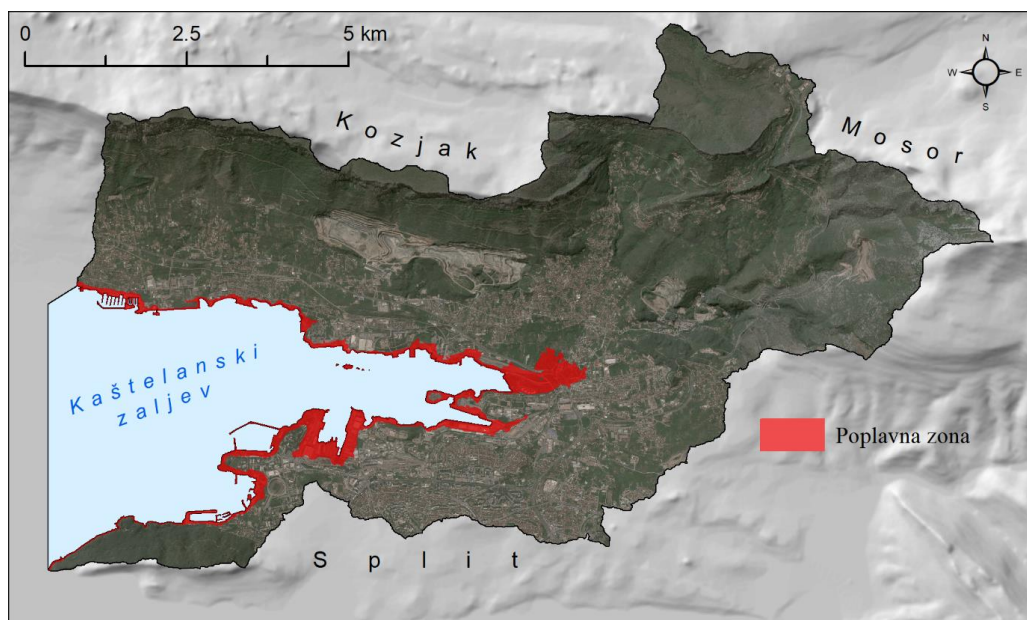 0 2.5 5 km
N
W E
S
Kozjak
Mosor
Kaštelanski
zaljev
Poplavna zona
Split